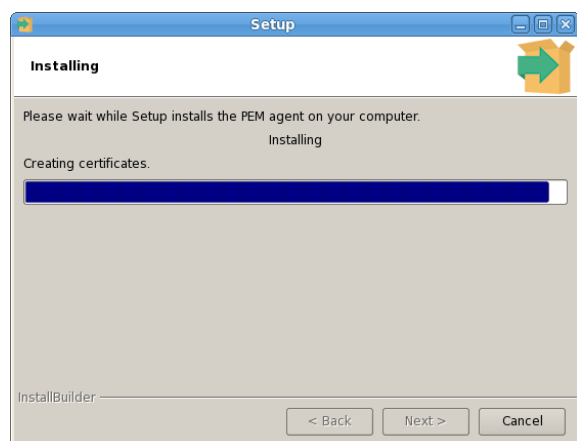 Setup
Installing
Please wait while Setup installs the PEM agent on your computer.
Installing
Creating certificates.
InstallBuilder
< Back Next > Cancel